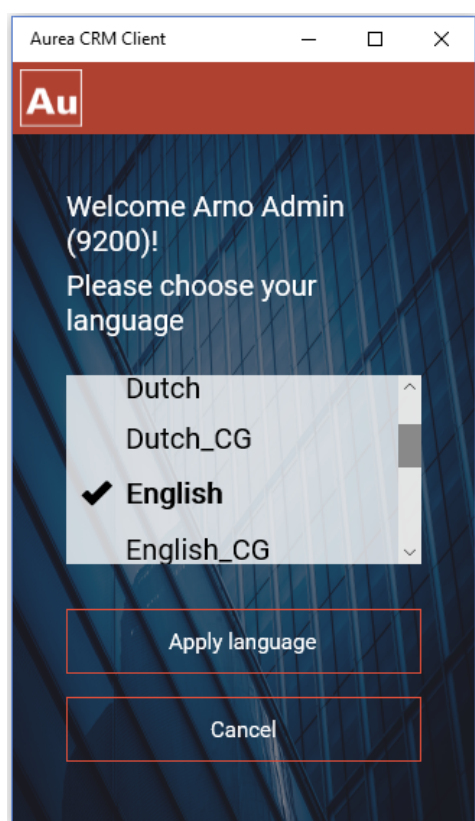 Aurea CRM Client
Au
Welcome Arno Admin
(9200)!
Please choose your
language
Dutch
Dutch_CG
English
English_CG
Apply language
Cancel